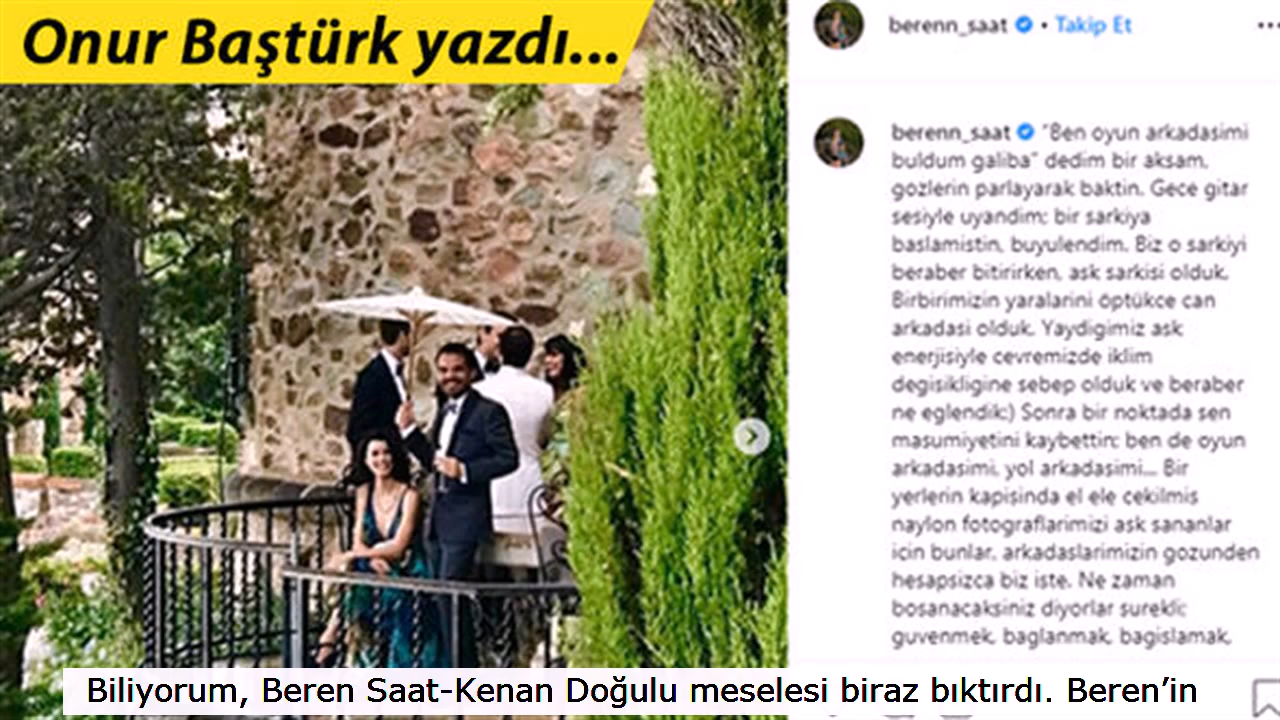 Onur Baştürk yazdı...
berenn_saat • Takip Et
berenn_saat "Ben oyun arkadasimi
buldum galiba" dedim bir aksam,
gozlerin parlayarak baktin. Gece gitar
sesiyle uyandim; bir sarkiya
baslamistin, buyulendim. Biz o sarkiyi
beraber bitirirken, ask sarkisi olduk.
Birbirimizin yaralarini öptükce can
arkadasi olduk. Yaydigimiz ask
enerjisiyle cevremizde iklim
degisikligine sebep olduk ve beraber
ne eglendik:) Sonra bir noktada sen
masumiyetini kaybettin; ben de oyun
arkadasimi, yol arkadasimi... Bir
yerlerin kapisinda el ele cekilmis
naylon fotograflarimizi ask sananlar
icin bunlar, arkadaslarimizin gozunden
hesapsizca biz iste. Ne zaman
bosanacaksiniz diyorlar surekli;
guvenmek, baglanmak, bagislamak,
Biliyorum, Beren Saat-Kenan Doğulu meselesi biraz bıktırdı. Beren’in